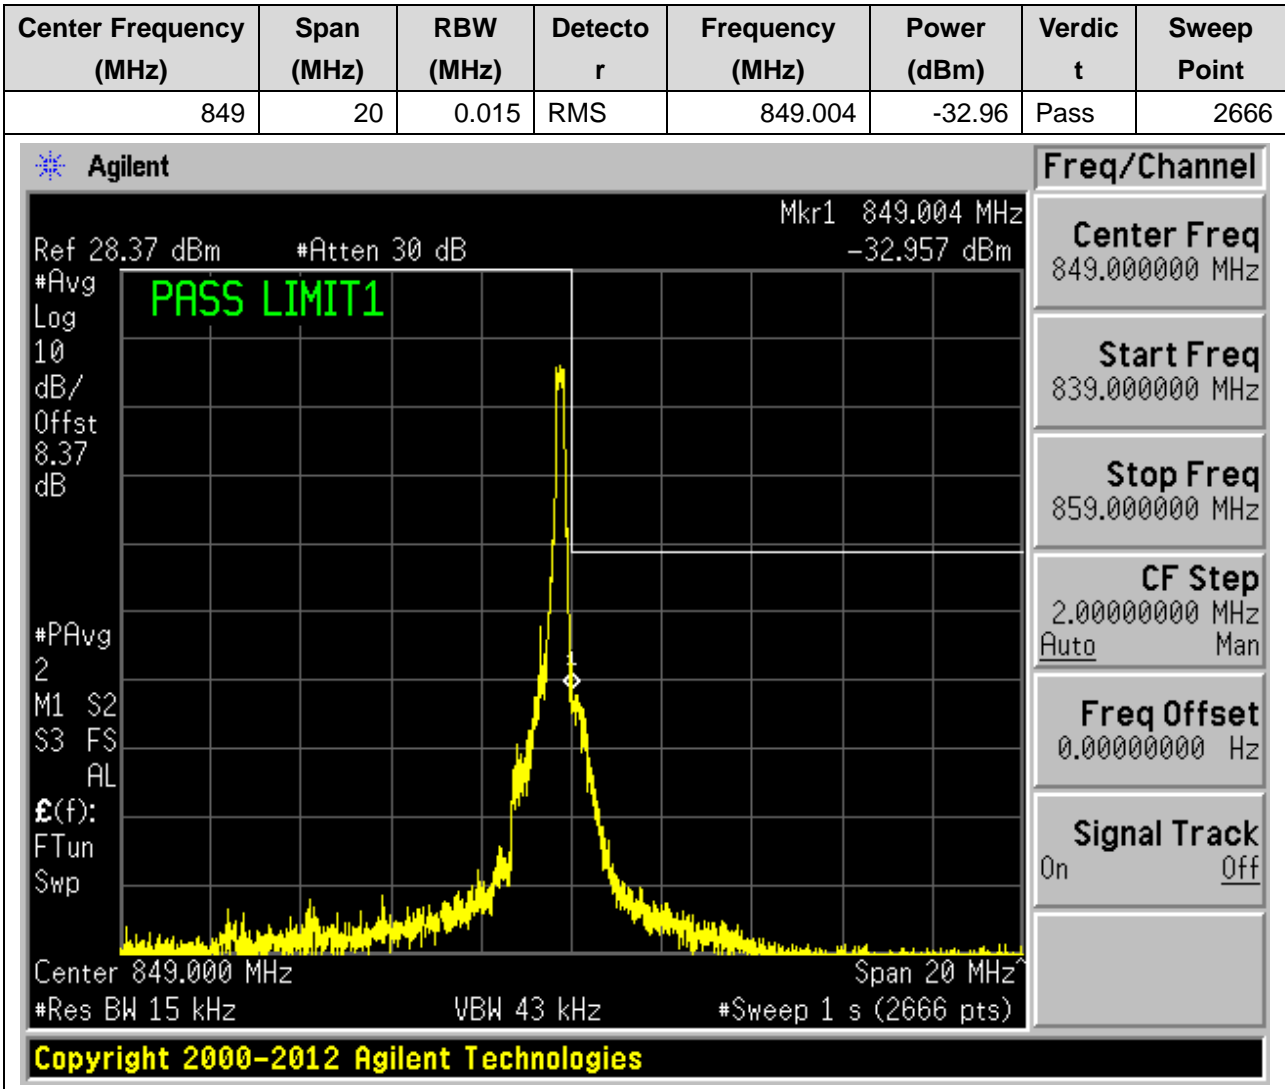 Center Frequency Span RBW Detecto Frequency Power Verdic Sweep
(MHz) (MHz) (MHz) r (MHz) (dBm) t Point
849 20 0.015 RMS 849.004 -32.96 Pass 2666
Agilent
Freq/Channel
Mkr1 849.004 MHz
Ref 28.37 dBm #Atten 30 dB -32.957 dBm
#Avg
Log
10
dB/
Offst
8.37
dB
PASS LIMIT1
1
#PAvg
2
M1 S2
S3 FS
AL
£(f):
FTun
Swp
Center 849.000 MHz Span 20 MHz^
#Res BW 15 kHz VBW 43 kHz #Sweep 1 s (2666 pts)
Center Freq
849.000000 MHz
Start Freq
839.000000 MHz
Stop Freq
859.000000 MHz
CF Step
2.00000000 MHz
Auto Man
Freq Offset
0.00000000 Hz
Signal Track
On Off
Copyright 2000-2012 Agilent Technologies